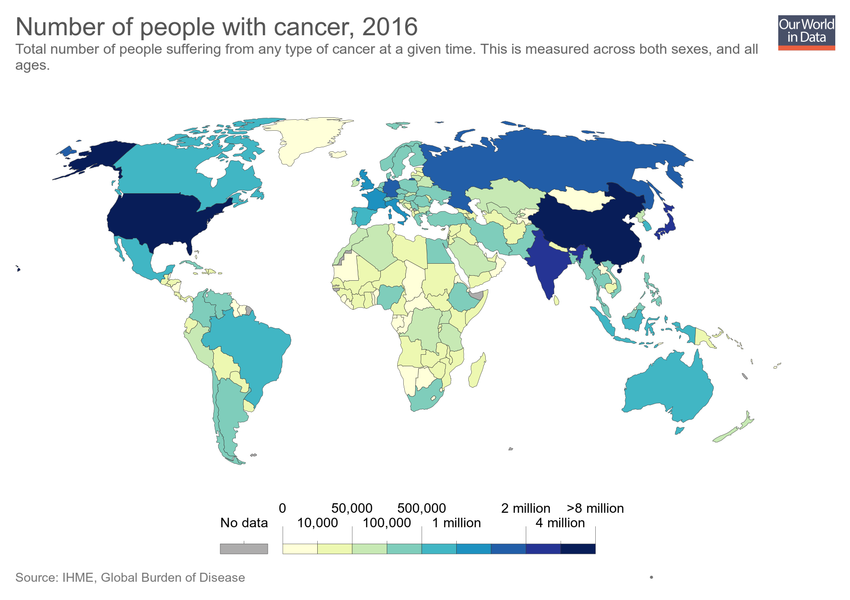 Number of people with cancer, 2016
Our World
in Data
Total number of people suffering from any type of cancer at a given time. This is measured across both sexes, and all
ages.
0 50,000 500,000 2 million >8 million
No data 10,000 100,000 1 million 4 million
Source: IHME, Global Burden of Disease